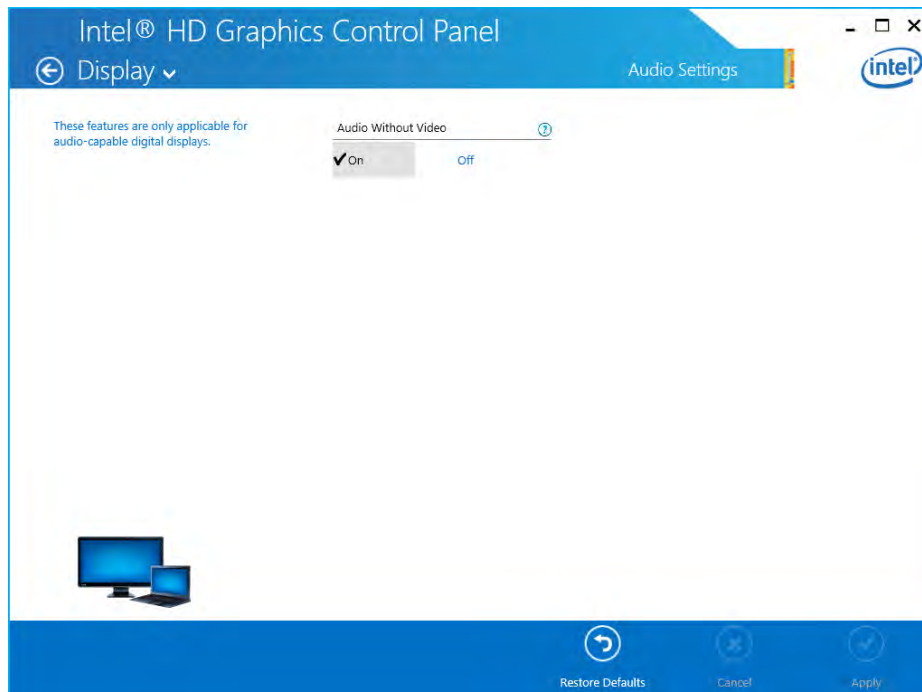 Intel® HD Graphics Control Panel
Display
Audio Settings
intel
These features are only applicable for
audio-capable digital displays.
Audio Without Video
?
On
Off
Restore Defaults
Cancel
Apply